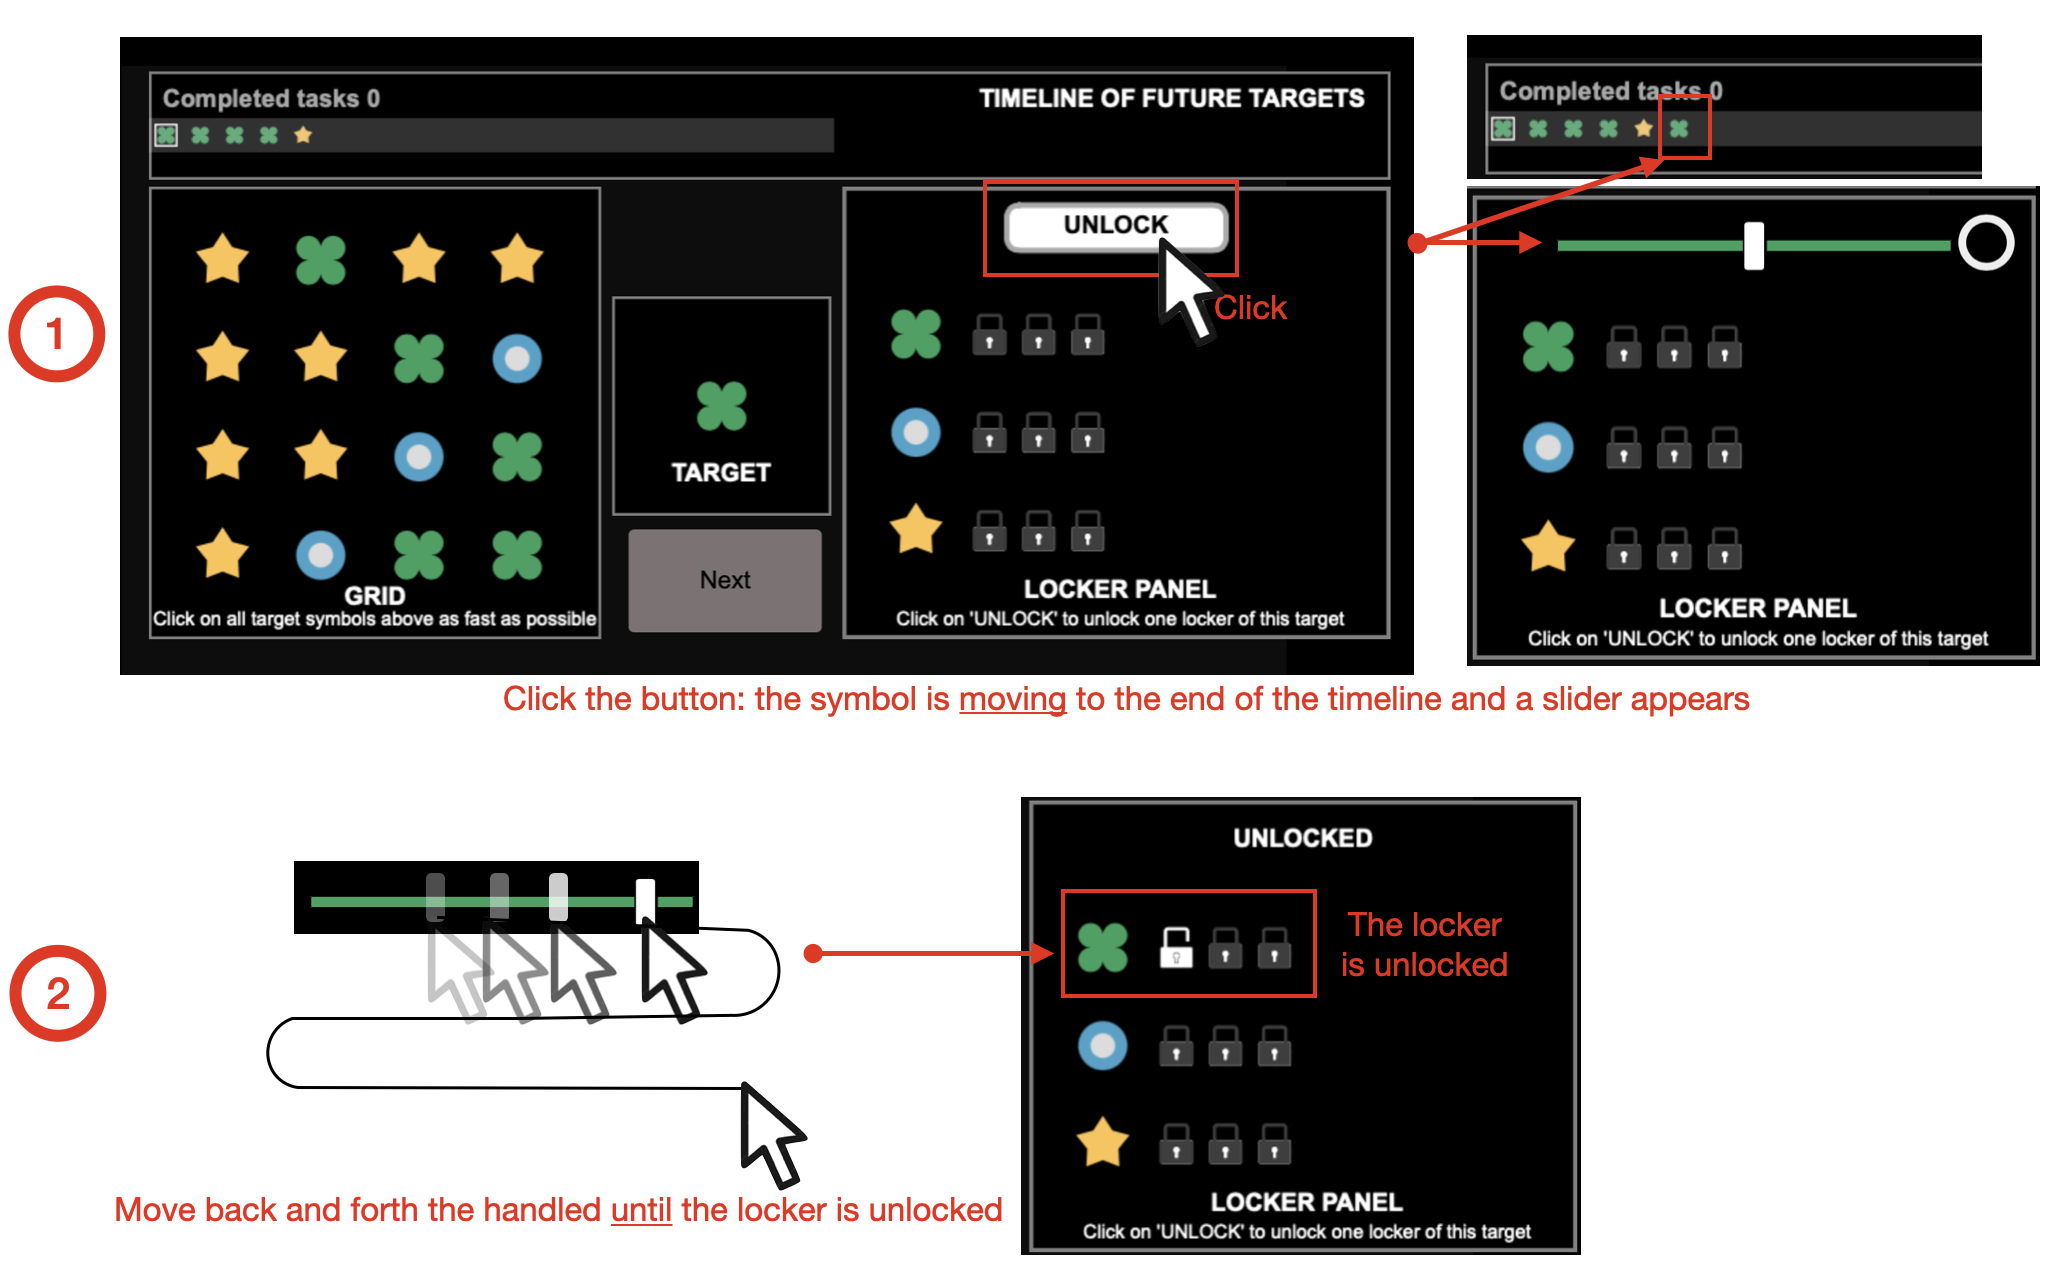 Completed tasks 0
TIMELINE OF FUTURE TARGETS
Completed tasks 0
1
UNLOCK
Click
TARGET
Next
GRID
Click on all target symbols above as fast as possible
LOCKER PANEL
Click on 'UNLOCK' to unlock one locker of this target
LOCKER PANEL
Click on 'UNLOCK' to unlock one locker of this target
Click the button: the symbol is moving to the end of the timeline and a slider appears
2
UNLOCKED
The locker
is unlocked
Move back and forth the handled until the locker is unlocked
LOCKER PANEL
Click on 'UNLOCK' to unlock one locker of this target